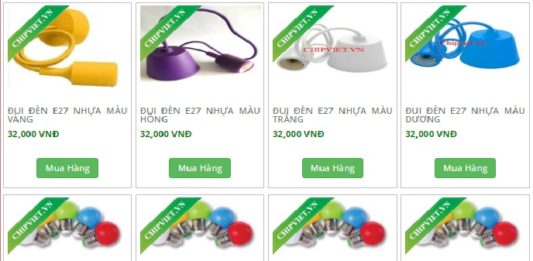 CHIPVIET.VN CHIPVIET.VN CHIPVIET.VN CHIPVIET.VN
CHIPVIET.VN CHIPVIET.VN
ĐUI ĐÈN E27 NHỰA MÀU VÀNG
ĐUI ĐÈN E27 NHỰA MÀU HỒNG
ĐUI ĐÈN E27 NHỰA MÀU TRẮNG
ĐUI ĐÈN E27 NHỰA MÀU DƯƠNG
32,000 VNĐ 32,000 VNĐ 32,000 VNĐ 32,000 VNĐ
Mua Hàng Mua Hàng Mua Hàng Mua Hàng
CHIPVIET.VN CHIPVIET.VN CHIPVIET.VN CHIPVIET.VN